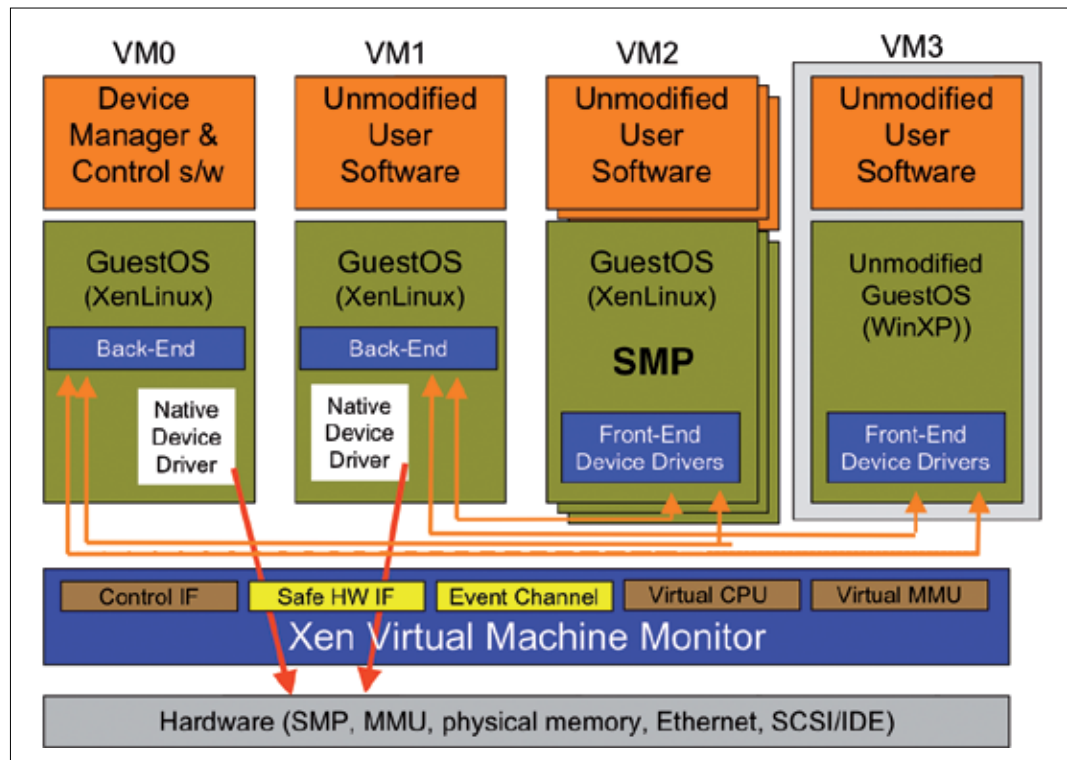 VM0
Device
Manager &
Control s/w
GuestOS
(XenLinux)
Back-End
Native
Device
Driver
VM1
Unmodified
User
Software
GuestOS
(XenLinux)
Back-End
Native
Device
Driver
VM2
Unmodified
User
Software
GuestOS
(XenLinux)
SMP
Front-End
Device Drivers
VM3
Unmodified
User
Software
Unmodified
GuestOS
(WinXP))
Front-End
Device Drivers
Control IF
Safe HW IF
Event Channel
Virtual CPU
Virtual MMU
Xen Virtual Machine Monitor
Hardware (SMP, MMU, physical memory, Ethernet, SCSI/IDE)